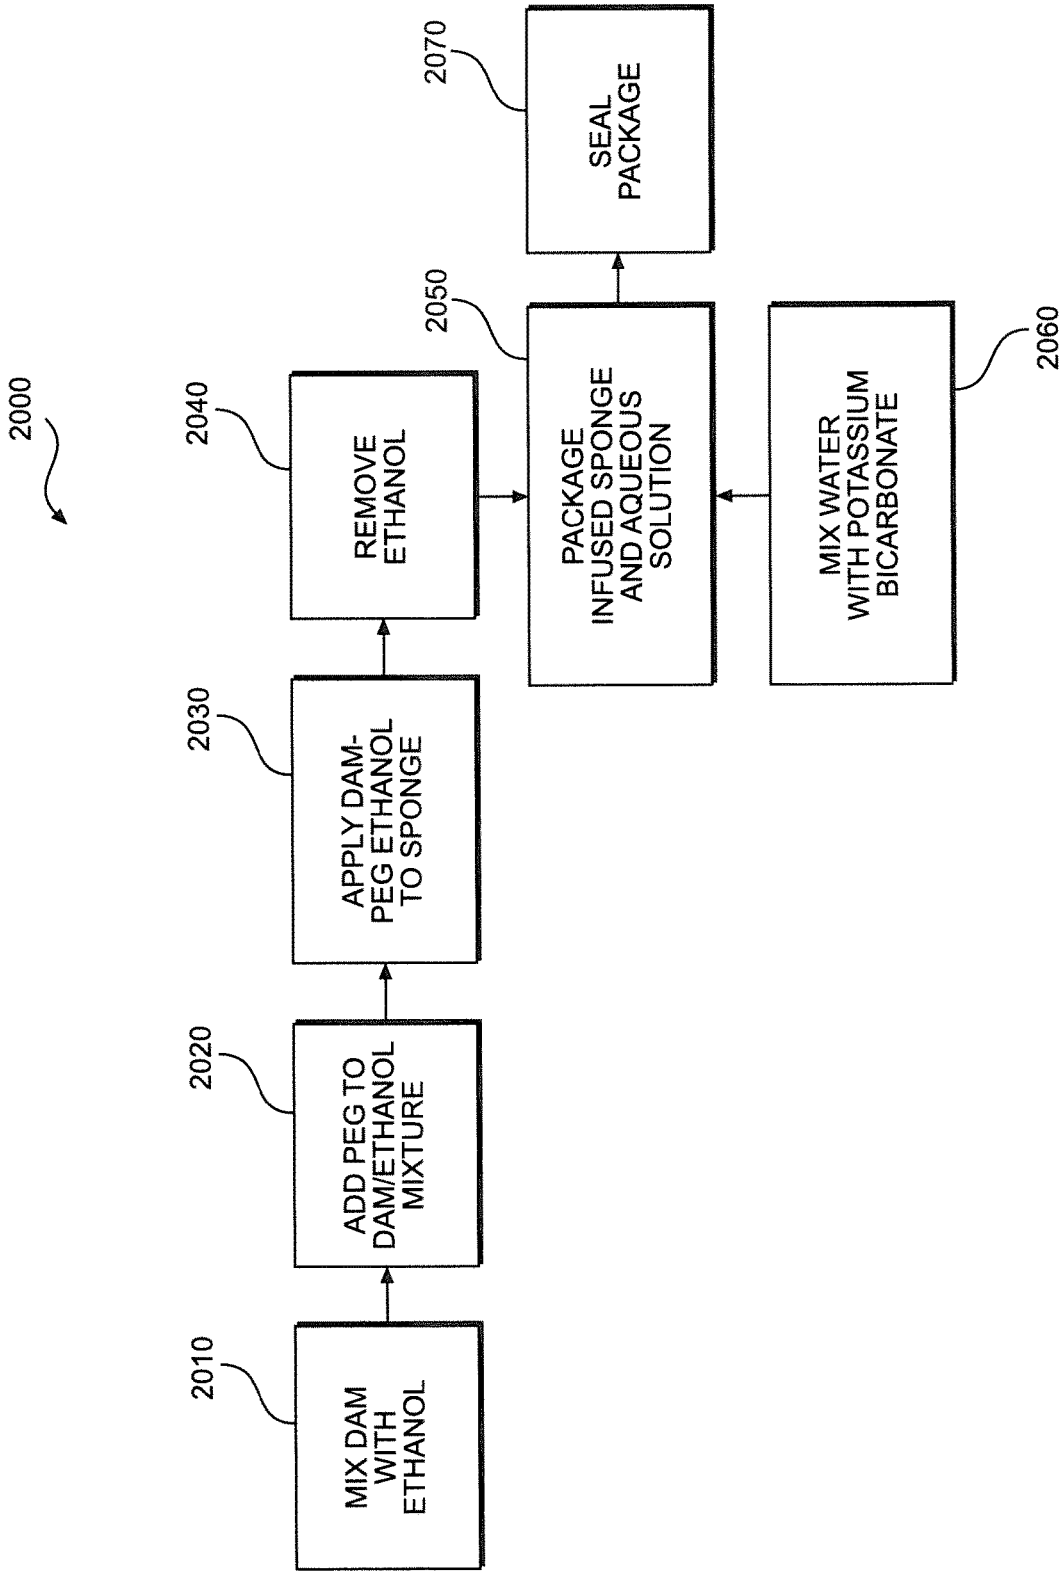 2000
2010
MIX DAM
WITH
ETHANOL
2020
ADD PEG TO
DAM/ETHANOL
MIXTURE
2030
APPLY DAM-
PEG ETHANOL
TO SPONGE
2040
REMOVE
ETHANOL
2050
PACKAGE
INFUSED SPONGE
AND AQUEOUS
SOLUTION
2060
MIX WATER
WITH POTASSIUM
BICARBONATE
2070
SEAL
PACKAGE